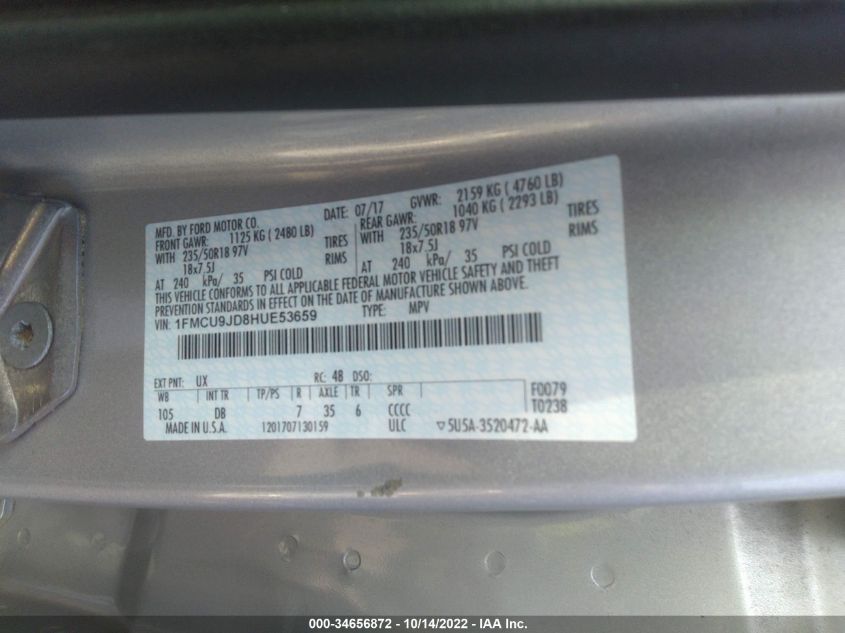 MFD. BY FORD MOTOR CO. DATE: 07/17 GVWR: 2159 KG ( 4760 LB)
FRONT GAWR: 1125 KG ( 2480 LB) REAR GAWR: 1040 KG ( 2293 LB)
WITH 235/50R18 97V TIRES WITH 235/50R18 97V TIRES
18x7.5J RIMS 18x7.5J RIMS
AT 240 kPa/ 35 PSI COLD AT 240 kPa/ 35 PSI COLD
THIS VEHICLE CONFORMS TO ALL APPLICABLE FEDERAL MOTOR VEHICLE SAFETY AND THEFT
PREVENTION STANDARDS IN EFFECT ON THE DATE OF MANUFACTURE SHOWN ABOVE.
VIN: 1FMCU9JD8HUE53659 TYPE: MPV
EXT PNT: UX RC: 48 DSO:
WB INT TR TP/PS R AXLE TR SPR F0079
105 DB 7 35 6 CCCC T0238
MADE IN U.S.A. 1201707130159 ULC ▽5U5A-3520472-AA
000-34656872 - 10/14/2022 - IAA Inc.